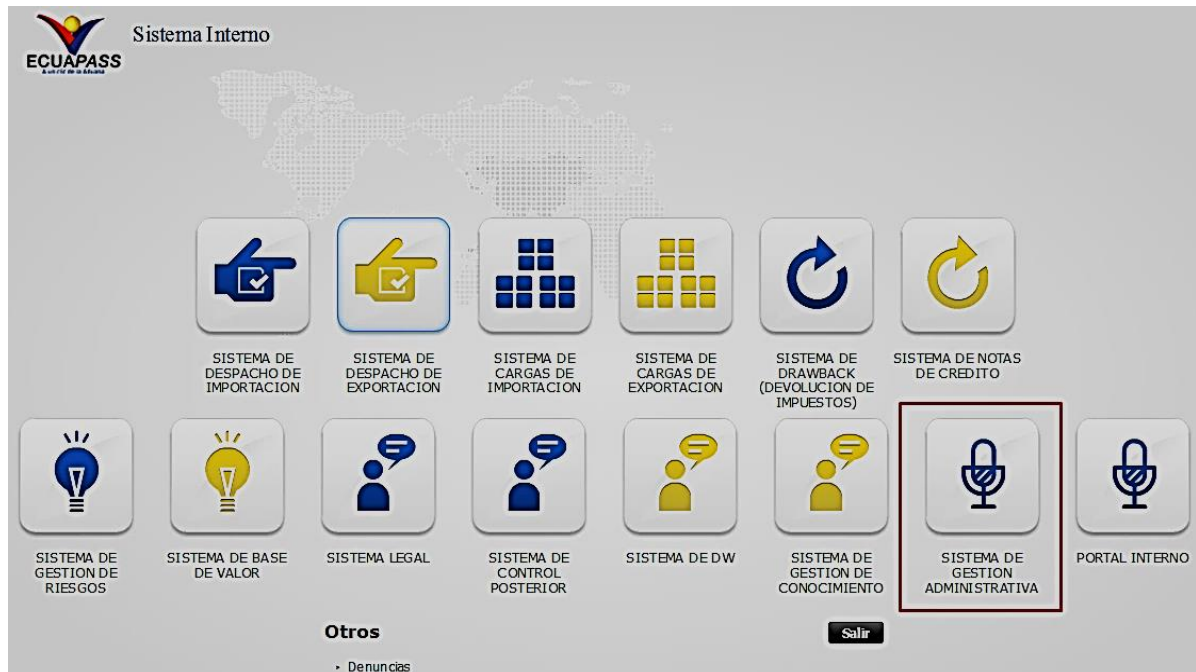 Sistema Interno
ECUAPASS
SISTEMA DE
DESPACHO DE
IMPORTACION
SISTEMA DE
DESPACHO DE
EXPORTACION
SISTEMA DE
CARGAS DE
IMPORTACION
SISTEMA DE
CARGAS DE
EXPORTACION
SISTEMA DE
DRAWBACK
(DEVOLUCION DE
IMPUESTOS)
SISTEMA DE NOTAS
DE CREDITO
SISTEMA DE
GESTION DE
RIESGOS
SISTEMA DE BASE
DE VALOR
SISTEMA LEGAL
SISTEMA DE
CONTROL
POSTERIOR
SISTEMA DE DW
SISTEMA DE
GESTION DE
CONOCIMIENTO
SISTEMA DE
GESTION
ADMINISTRATIVA
PORTAL INTERNO
Otros
Salir
Denuncias